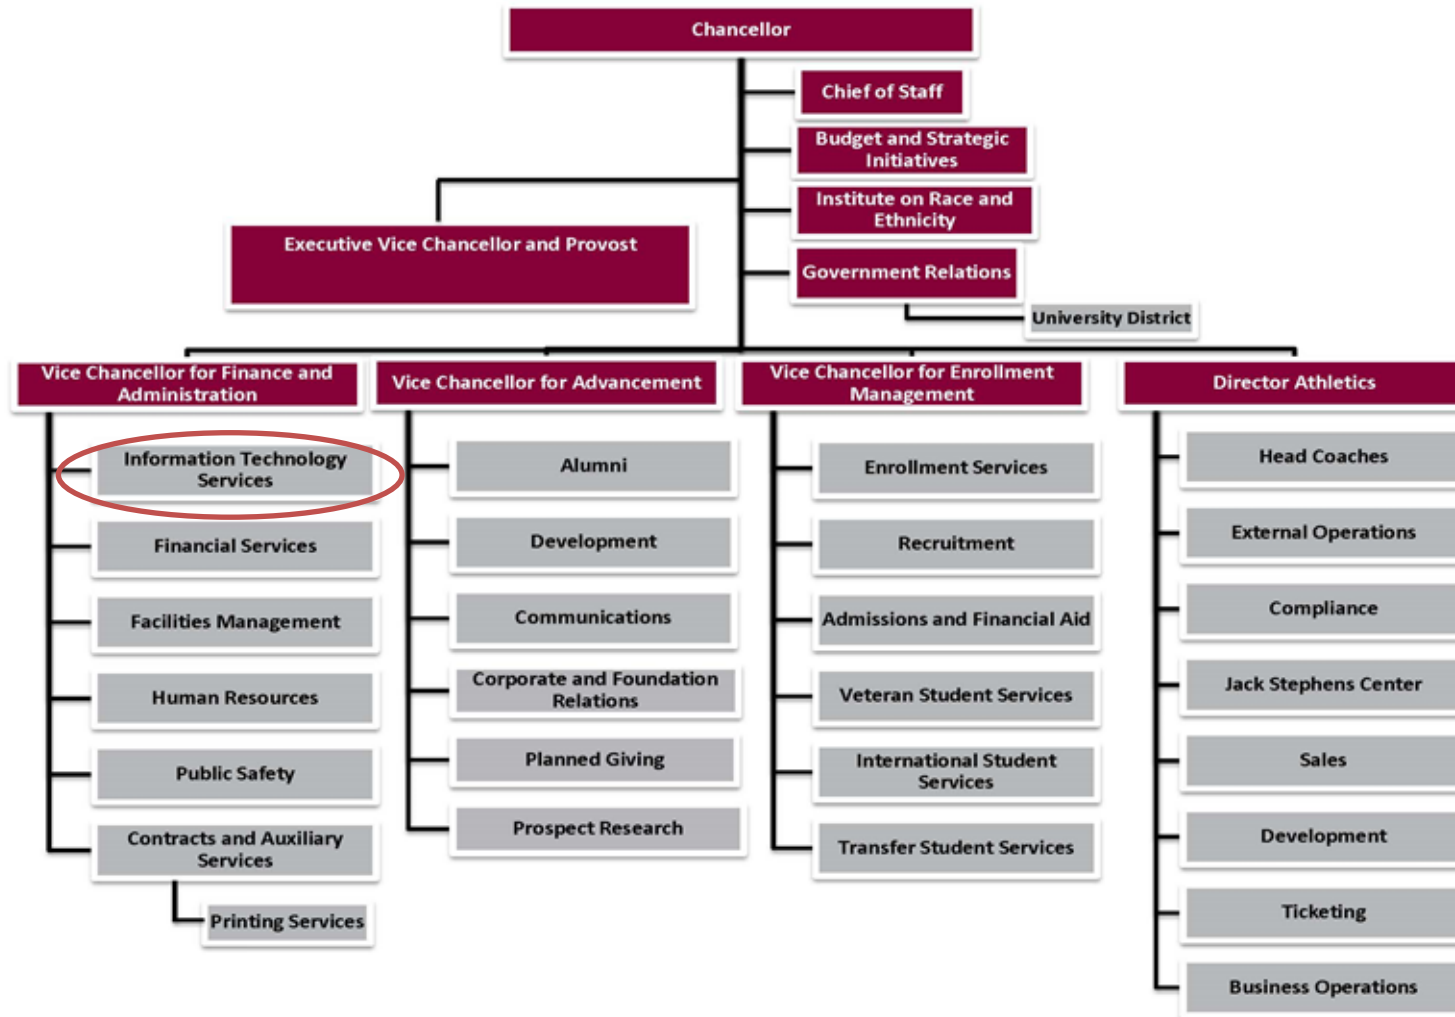 Chancellor
Chief of Staff
Budget and Strategic
Initiatives
Institute on Race and
Ethnicity
Executive Vice Chancellor and Provost
Government Relations
University District
Vice Chancellor for Finance and
Administration
Information Technology
Services
Financial Services
Facilities Management
Human Resources
Public Safety
Contracts and Auxiliary
Services
Printing Services
Vice Chancellor for Advancement
Alumni
Development
Communications
Corporate and Foundation
Relations
Planned Giving
Prospect Research
Vice Chancellor for Enrollment
Management
Enrollment Services
Recruitment
Admissions and Financial Aid
Veteran Student Services
International Student
Services
Transfer Student Services
Director Athletics
Head Coaches
External Operations
Compliance
Jack Stephens Center
Sales
Development
Ticketing
Business Operations